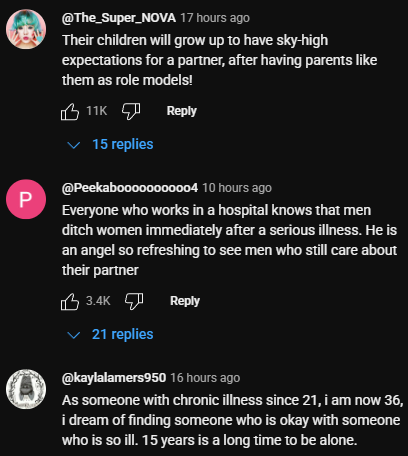 @The_Super_NOVA 17 hours ago
Their children will grow up to have sky-high
expectations for a partner, after having parents like
them as role models!
11K Reply
15 replies
P
@Peekaboooooooooo4 10 hours ago
Everyone who works in a hospital knows that men
ditch women immediately after a serious illness. He is
an angel so refreshing to see men who still care about
their partner
3.4K Reply
21 replies
@kaylalamers950 16 hours ago
As someone with chronic illness since 21, i am now 36,
i dream of finding someone who is okay with someone
who is so ill. 15 years is a long time to be alone.